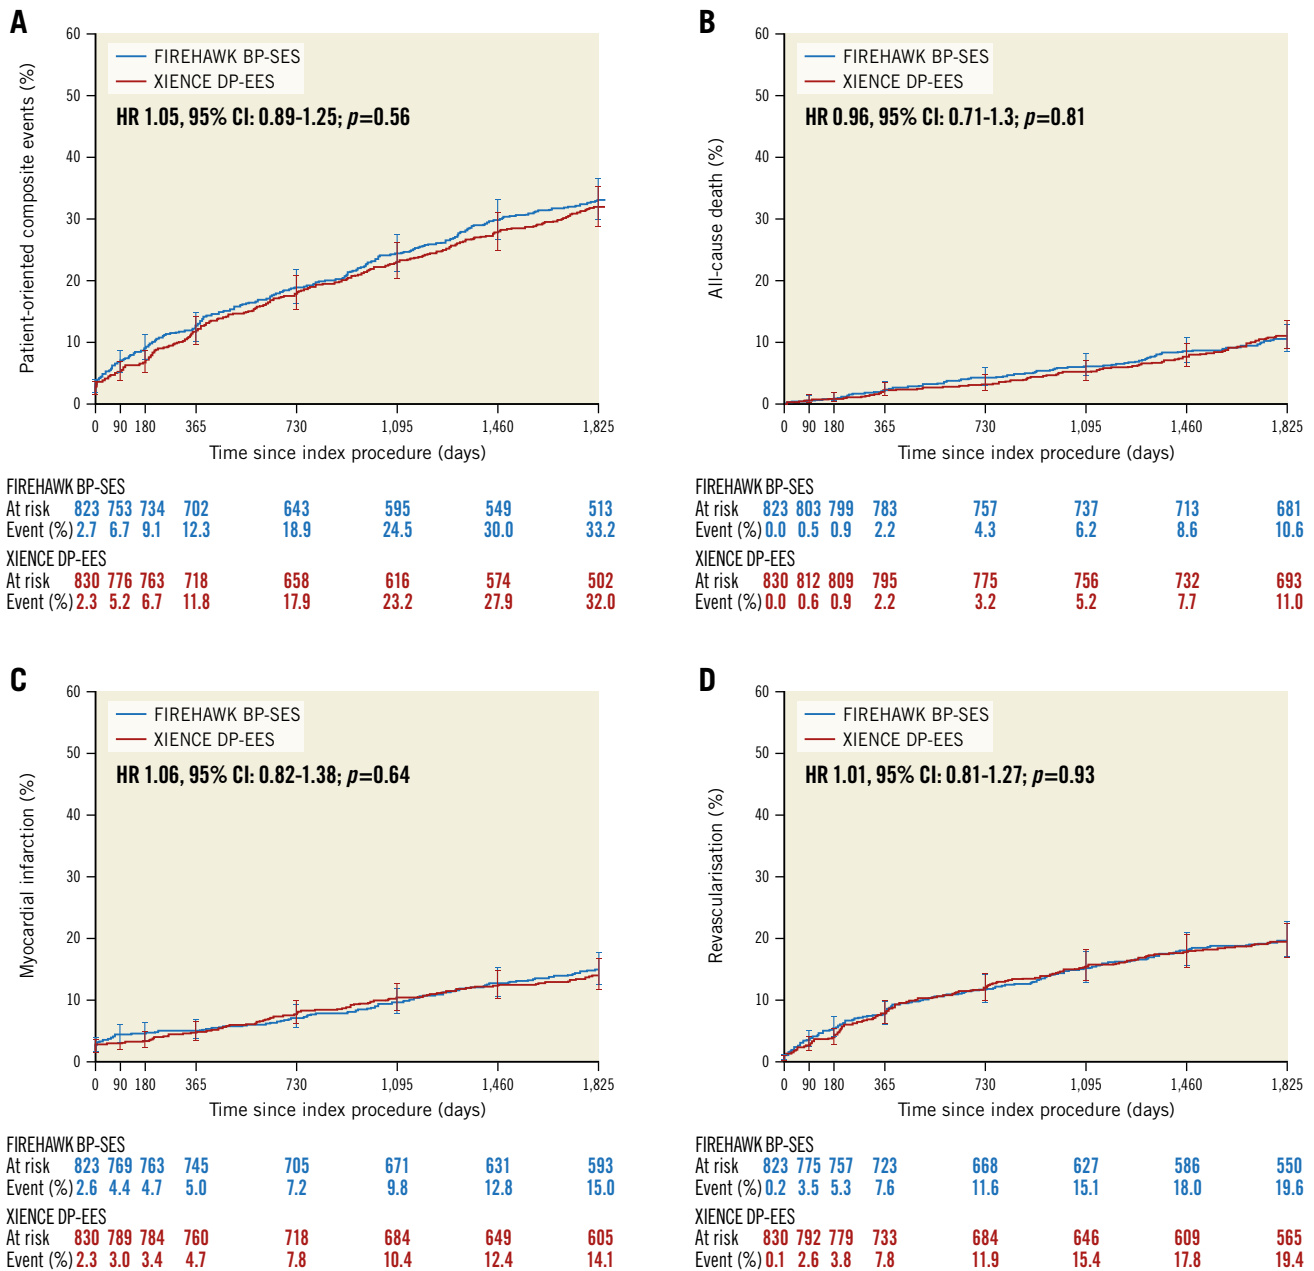 A
Patient-oriented composite events (%)
60
50
40
30
20
10
0
FIREHAWK BP-SES
XIENCE DP-EES
HR 1.05, 95% CI: 0.89-1.25; p=0.56
0 90 180 365 730 1,095 1,460 1,825
Time since index procedure (days)
FIREHAWK BP-SES
At risk 823 753 734 702 643 595 549 513
Event (%) 2.7 6.7 9.1 12.3 18.9 24.5 30.0 33.2
XIENCE DP-EES
At risk 830 776 763 718 658 616 574 502
Event (%) 2.3 5.2 6.7 11.8 17.9 23.2 27.9 32.0
B
All-cause death (%)
60
50
40
30
20
10
0
FIREHAWK BP-SES
XIENCE DP-EES
HR 0.96, 95% CI: 0.71-1.3; p=0.81
0 90 180 365 730 1,095 1,460 1,825
Time since index procedure (days)
FIREHAWK BP-SES
At risk 823 803 799 783 757 737 713 681
Event (%) 0.0 0.5 0.9 2.2 4.3 6.2 8.6 10.6
XIENCE DP-EES
At risk 830 812 809 795 775 756 732 693
Event (%) 0.0 0.6 0.9 2.2 3.2 5.2 7.7 11.0
C
Myocardial infarction (%)
60
50
40
30
20
10
0
FIREHAWK BP-SES
XIENCE DP-EES
HR 1.06, 95% CI: 0.82-1.38; p=0.64
0 90 180 365 730 1,095 1,460 1,825
Time since index procedure (days)
FIREHAWK BP-SES
At risk 823 769 763 745 705 671 631 593
Event (%) 2.6 4.4 4.7 5.0 7.2 9.8 12.8 15.0
XIENCE DP-EES
At risk 830 789 784 760 718 684 649 605
Event (%) 2.3 3.0 3.4 4.7 7.8 10.4 12.4 14.1
D
Revascularisation (%)
60
50
40
30
20
10
0
FIREHAWK BP-SES
XIENCE DP-EES
HR 1.01, 95% CI: 0.81-1.27; p=0.93
0 90 180 365 730 1,095 1,460 1,825
Time since index procedure (days)
FIREHAWK BP-SES
At risk 823 775 757 723 668 627 586 550
Event (%) 0.2 3.5 5.3 7.6 11.6 15.1 18.0 19.6
XIENCE DP-EES
At risk 830 792 779 733 684 646 609 565
Event (%) 0.1 2.6 3.8 7.8 11.9 15.4 17.8 19.4